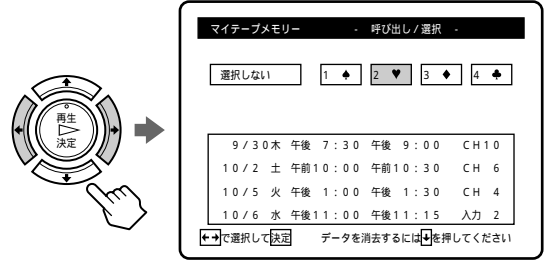 マイテープメモリー - 呼び出し/選択 -
選択しない 1 ♠ 2 ♥ 3 ♦ 4 ♣
再生
決定
9/30木 午後 7:30 午後 9:00 CH10
10/2 土 午前10:00 午前10:30 CH 6
10/5 火 午後 1:00 午後 1:30 CH 4
10/6 水 午後11:00 午後11:15 入力 2
←→で選択して決定 データを消去するには↓を押してください